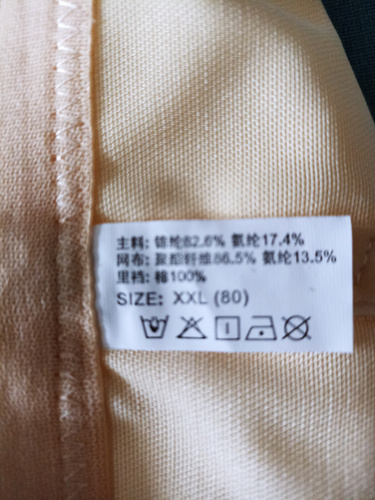 主料: 锦纶82.6% 氨纶17.4%
网布: 聚酯纤维86.5% 氨纶13.5%
里裆: 棉100%
SIZE: XXL (80)